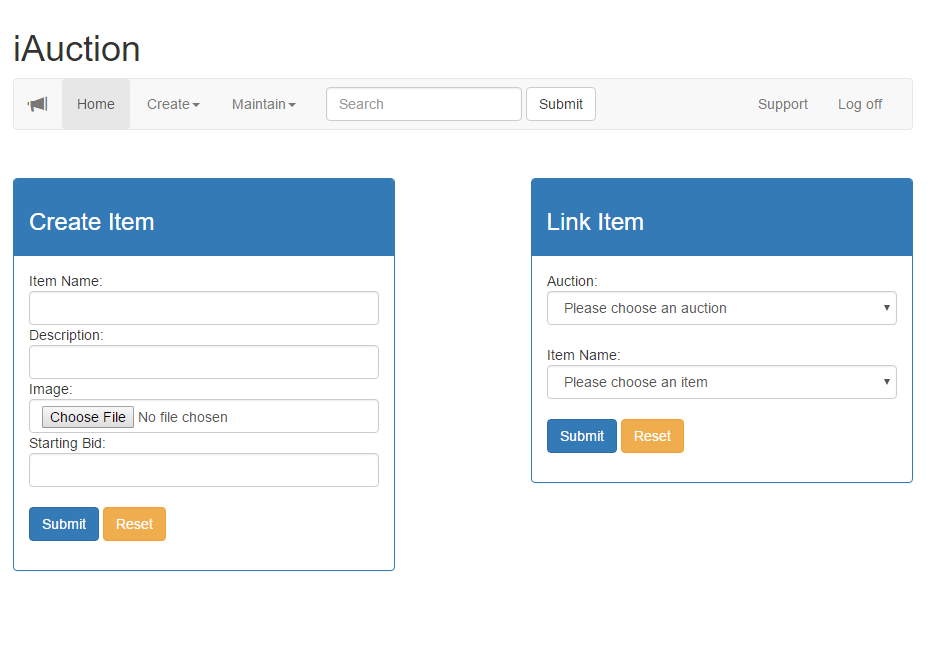 iAuction
Home Create Maintain Search Submit Support Log off
Create Item
Item Name:
Description:
Image:
Choose File No file chosen
Starting Bid:
Submit Reset
Link Item
Auction:
Please choose an auction
Item Name:
Please choose an item
Submit Reset